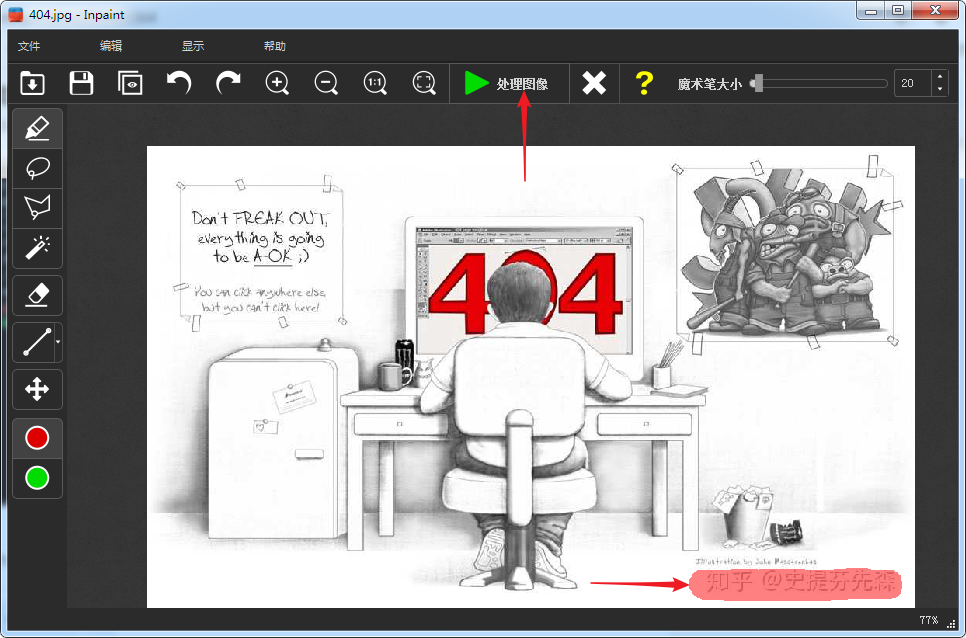 404.jpg - Inpaint
文件 编辑 显示 帮助
1:1 处理图像 ? 魔术笔大小 20
Don't FREAK OUT,
everything is going
to be A-OK ;)
You can click anywhere else,
but you can't click here!
404
Illustration by John
知乎 @史提芬先森
77%